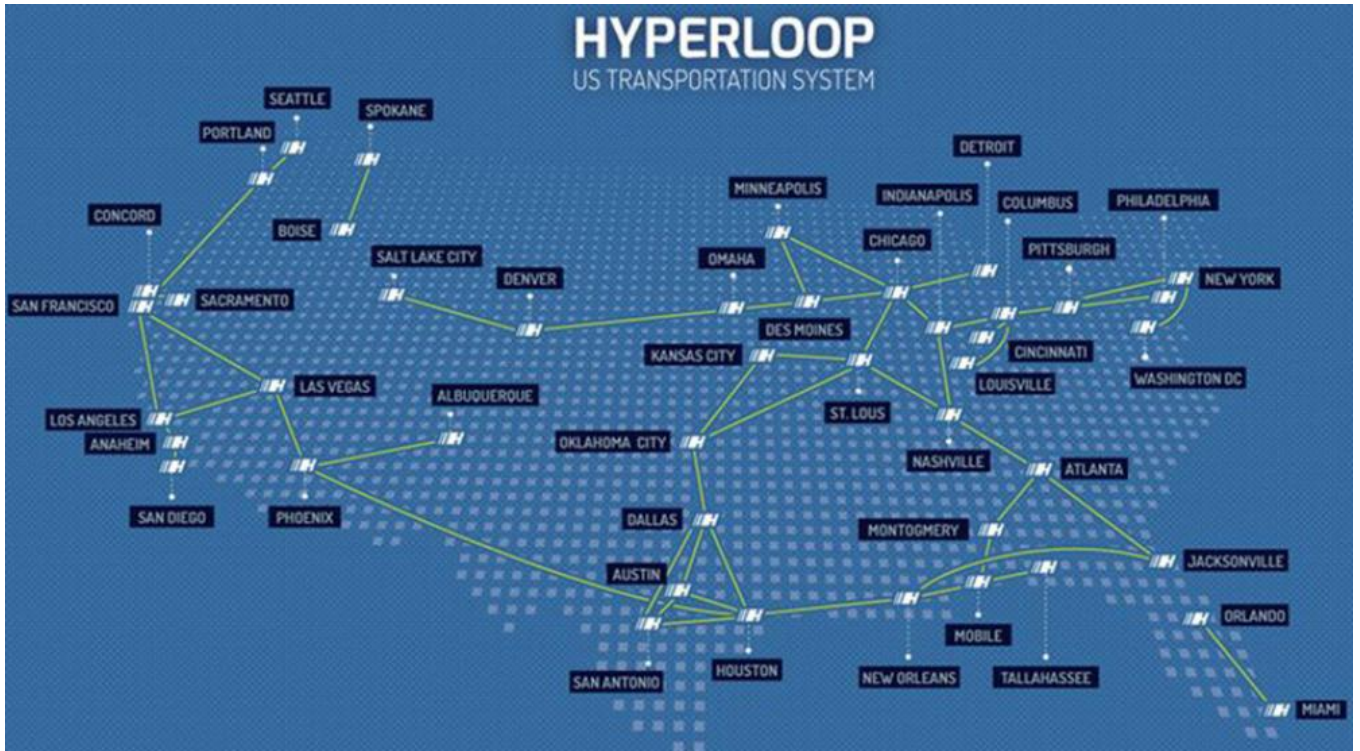 HYPERLOOP
US TRANSPORTATION SYSTEM
SEATTLE
SPOKANE
PORTLAND
DETROIT
MINNEAPOLIS
INDIANAPOLIS
COLUMBUS
PHILADELPHIA
CONCORD
BOISE
CHICAGO
PITTSBURGH
SALT LAKE CITY
OMAHA
DENVER
NEW YORK
SAN FRANCISCO
SACRAMENTO
DES MOINES
KANSAS CITY
CINCINNATI
LAS VEGAS
LOUISVILLE
WASHINGTON DC
ALBUQUERQUE
ST. LOUS
LOS ANGELES
ANAHEIM
OKLAHOMA CITY
NASHVILLE
ATLANTA
SAN DIEGO
PHOENIX
DALLAS
MONTOGMERY
JACKSONVILLE
AUSTIN
ORLANDO
MOBILE
SAN ANTONIO
HOUSTON
NEW ORLEANS
TALLAHASSEE
MIAMI